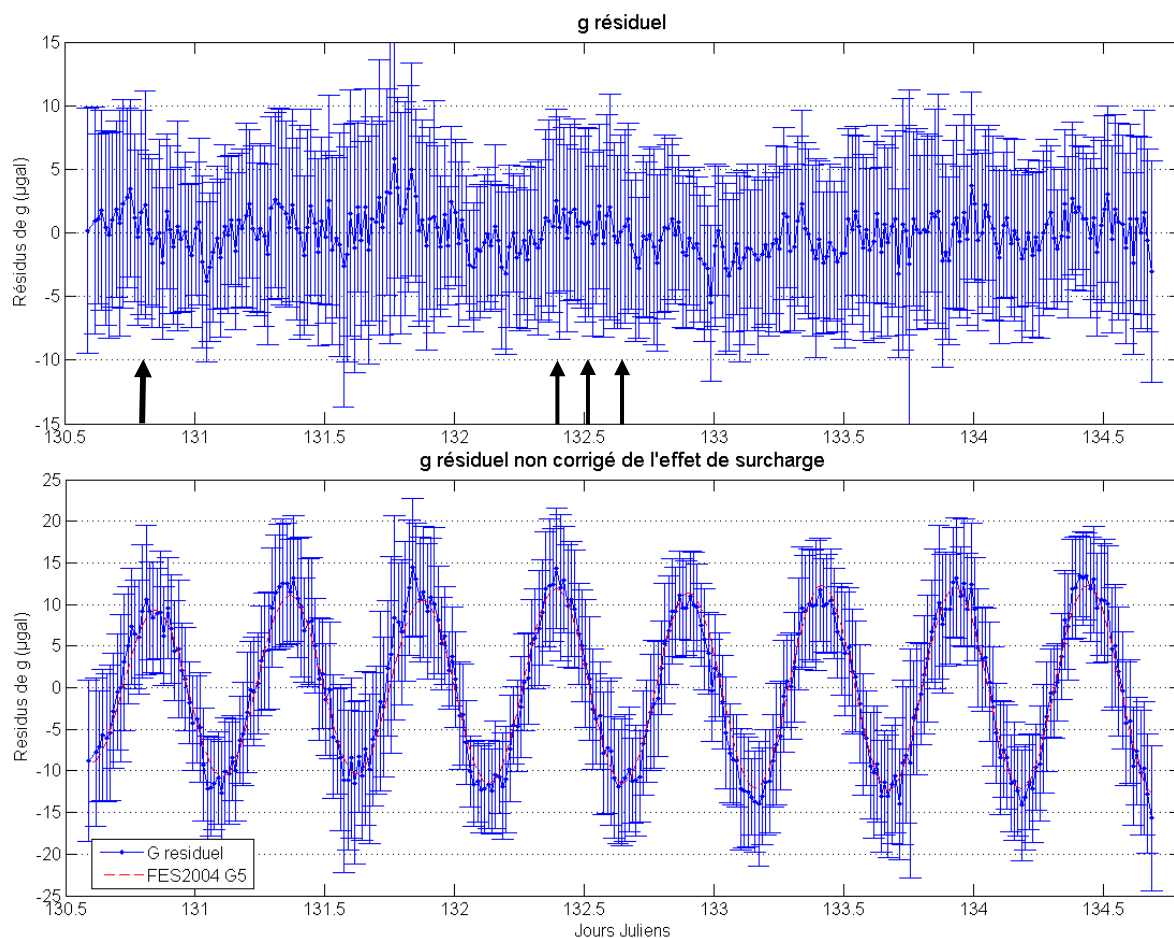 g résiduel
15
10
5
0
-5
-10
-15
Résidus de g (µgal)
130.5 131 131.5 132 132.5 133 133.5 134 134.5
g résiduel non corrigé de l'effet de surcharge
25
20
15
10
5
0
-5
-10
-15
-20
-25
Residus de g (µgal)
G residuel
FES2004 G5
130.5 131 131.5 132 132.5 133 133.5 134 134.5
Jours Juliens